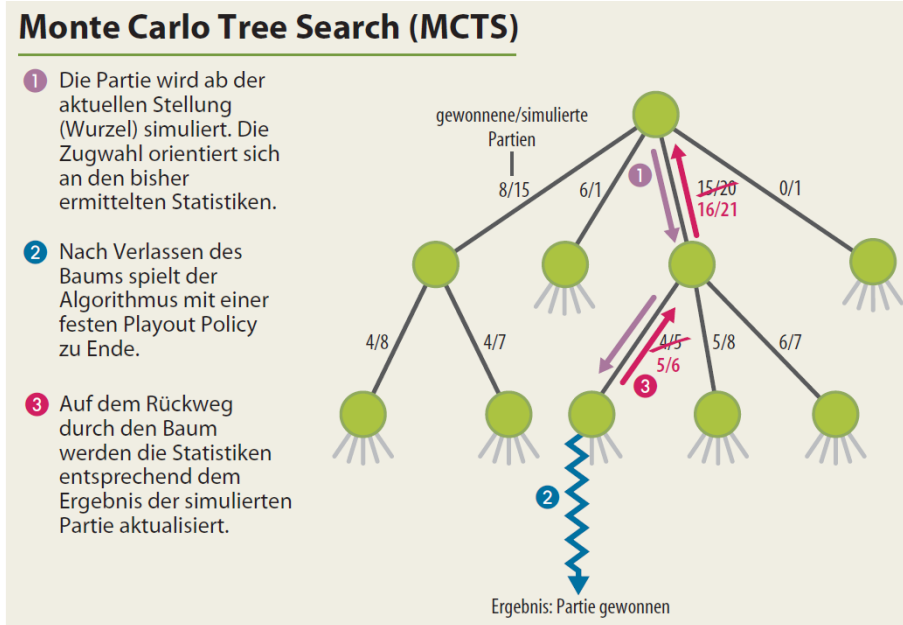 Monte Carlo Tree Search (MCTS)
1 Die Partie wird ab der
aktuellen Stellung
(Wurzel) simuliert. Die
Zugwahl orientiert sich
an den bisher
ermittelten Statistiken.
2 Nach Verlassen des
Baums spielt der
Algorithmus mit einer
festen Playout Policy
zu Ende.
3 Auf dem Rückweg
durch den Baum
werden die Statistiken
entsprechend dem
Ergebnis der simulierten
Partie aktualisiert.
gewonnene/simulierte
Partien
8/15
6/1
1
15/20
16/21
0/1
4/8
4/7
4/5
5/6
3
5/8
6/7
2
Ergebnis: Partie gewonnen